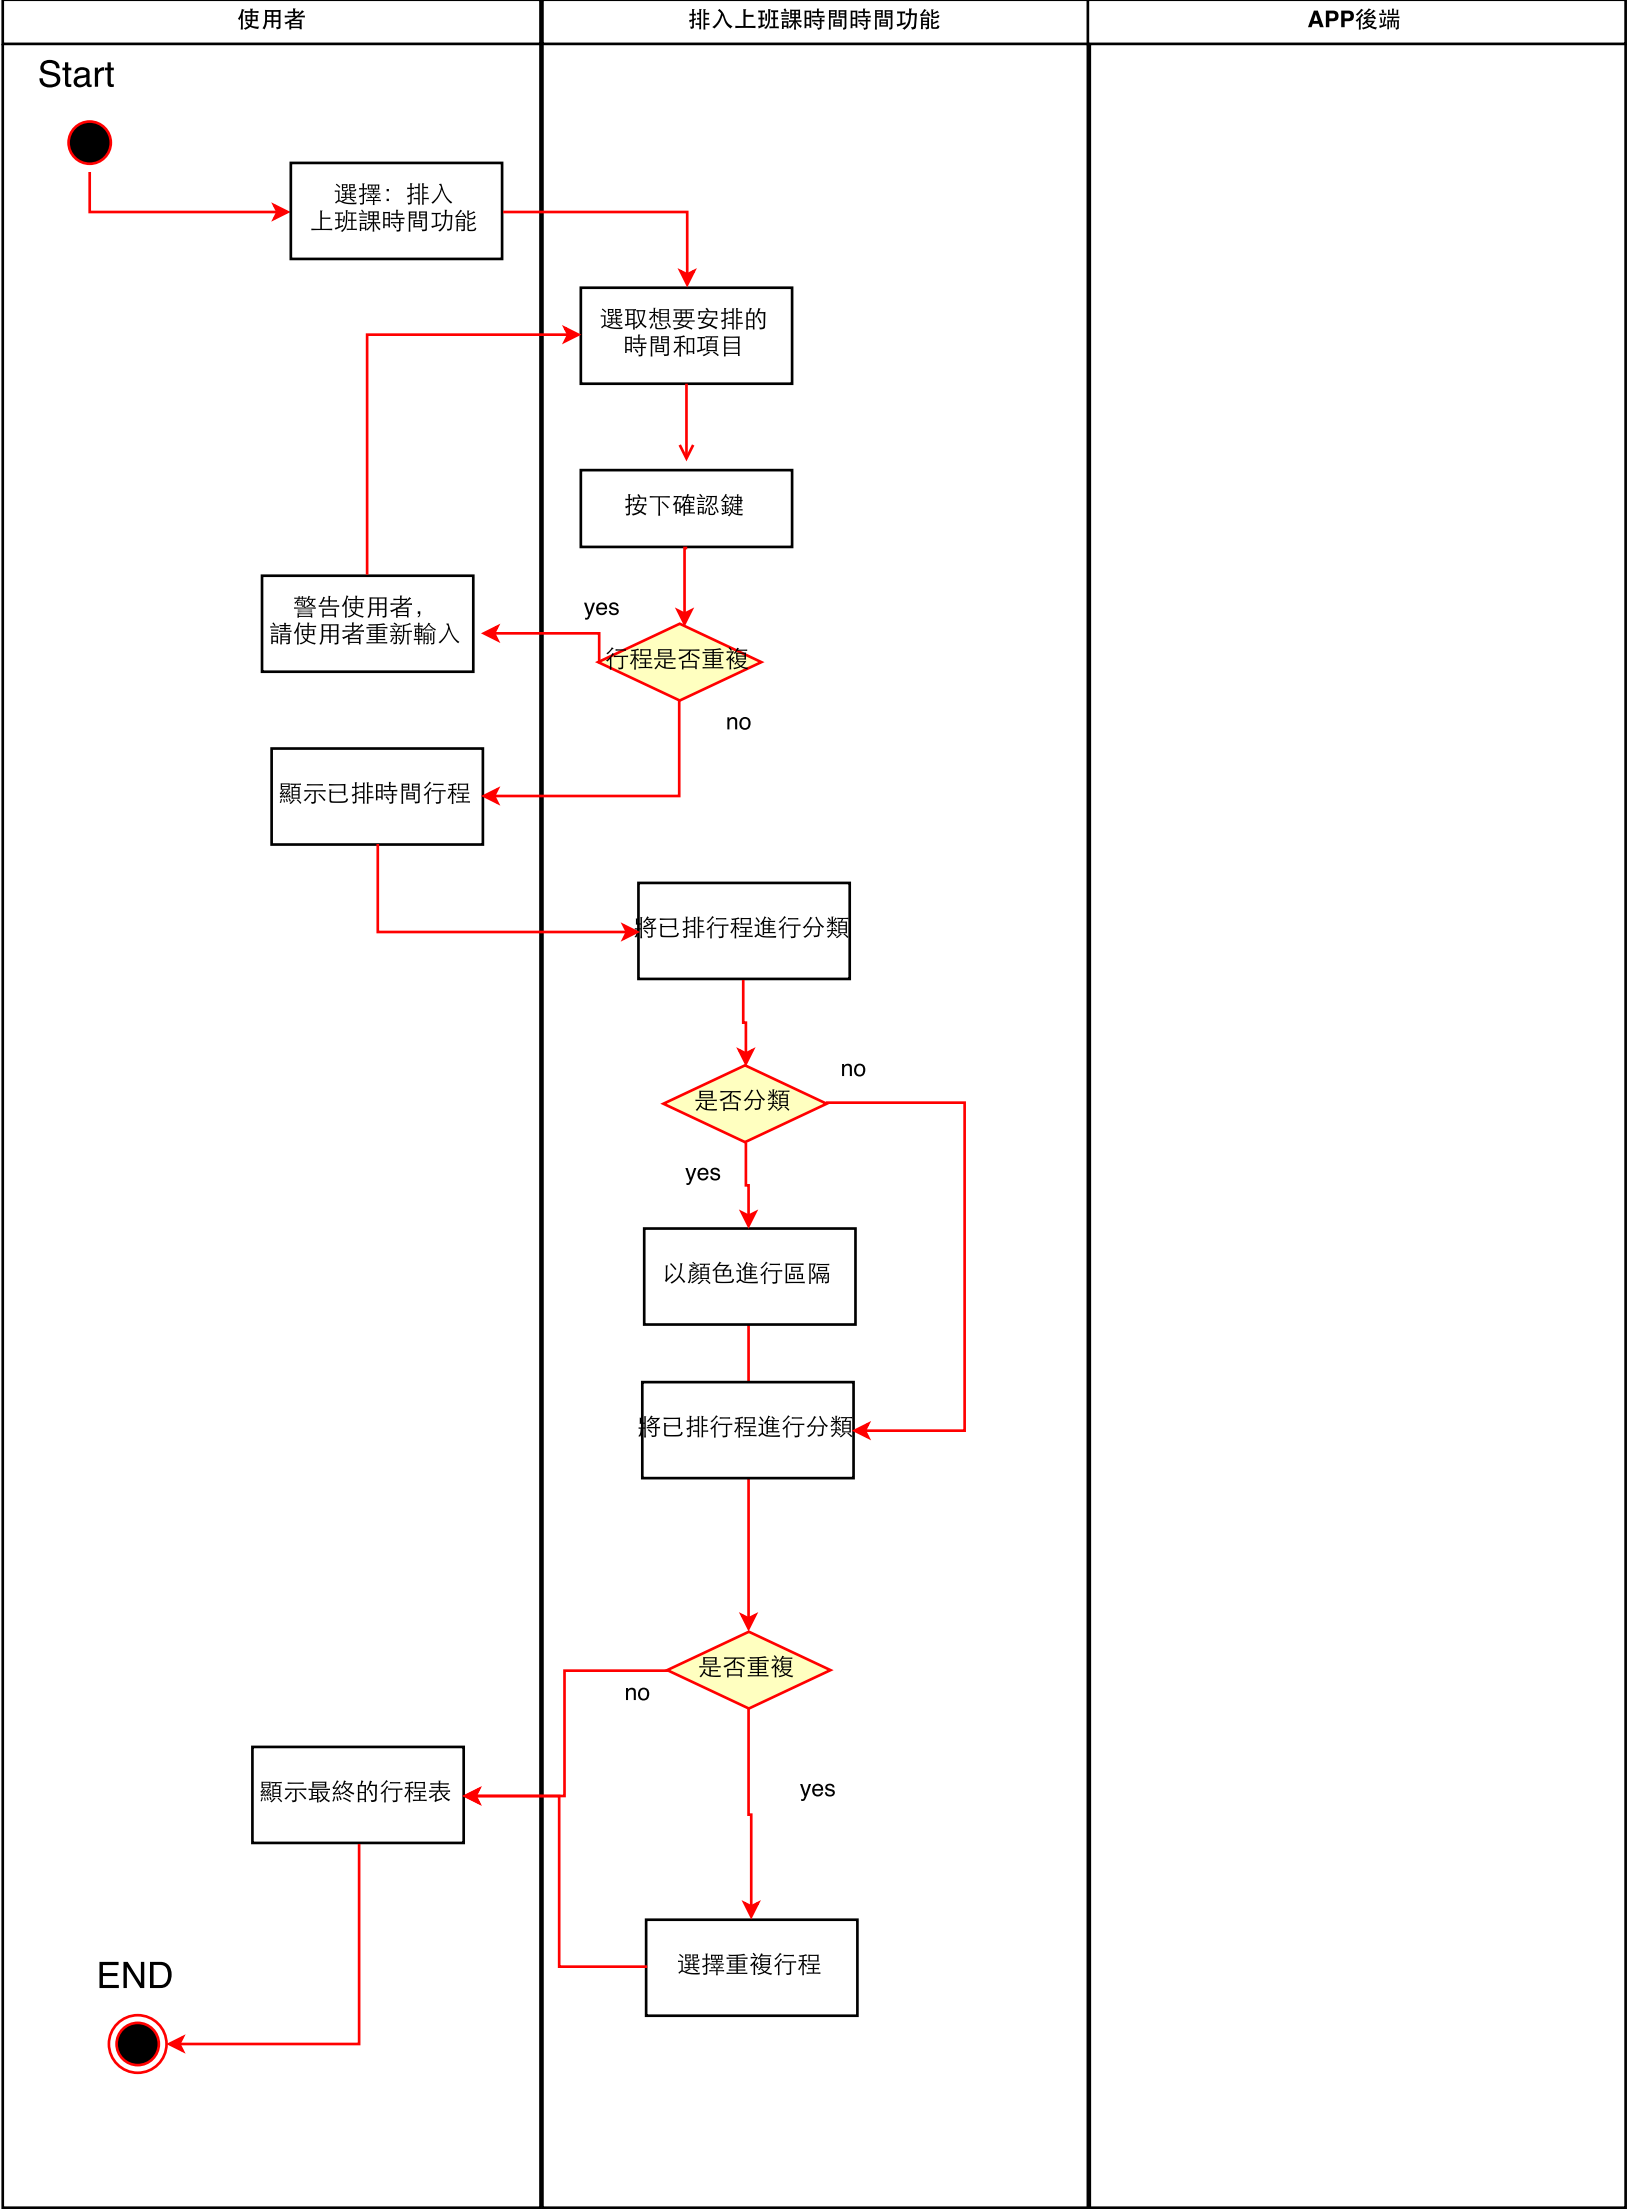 使用者
排入上班課時間時間功能
APP後端
Start
選擇：排入
上班課時間功能
選取想要安排的
時間和項目
按下確認鍵
警告使用者，
請使用者重新輸入
yes
行程是否重複
no
顯示已排時間行程
將已排行程進行分類
no
是否分類
yes
以顏色進行區隔
將已排行程進行分類
是否重複
no
yes
顯示最終的行程表
選擇重複行程
END